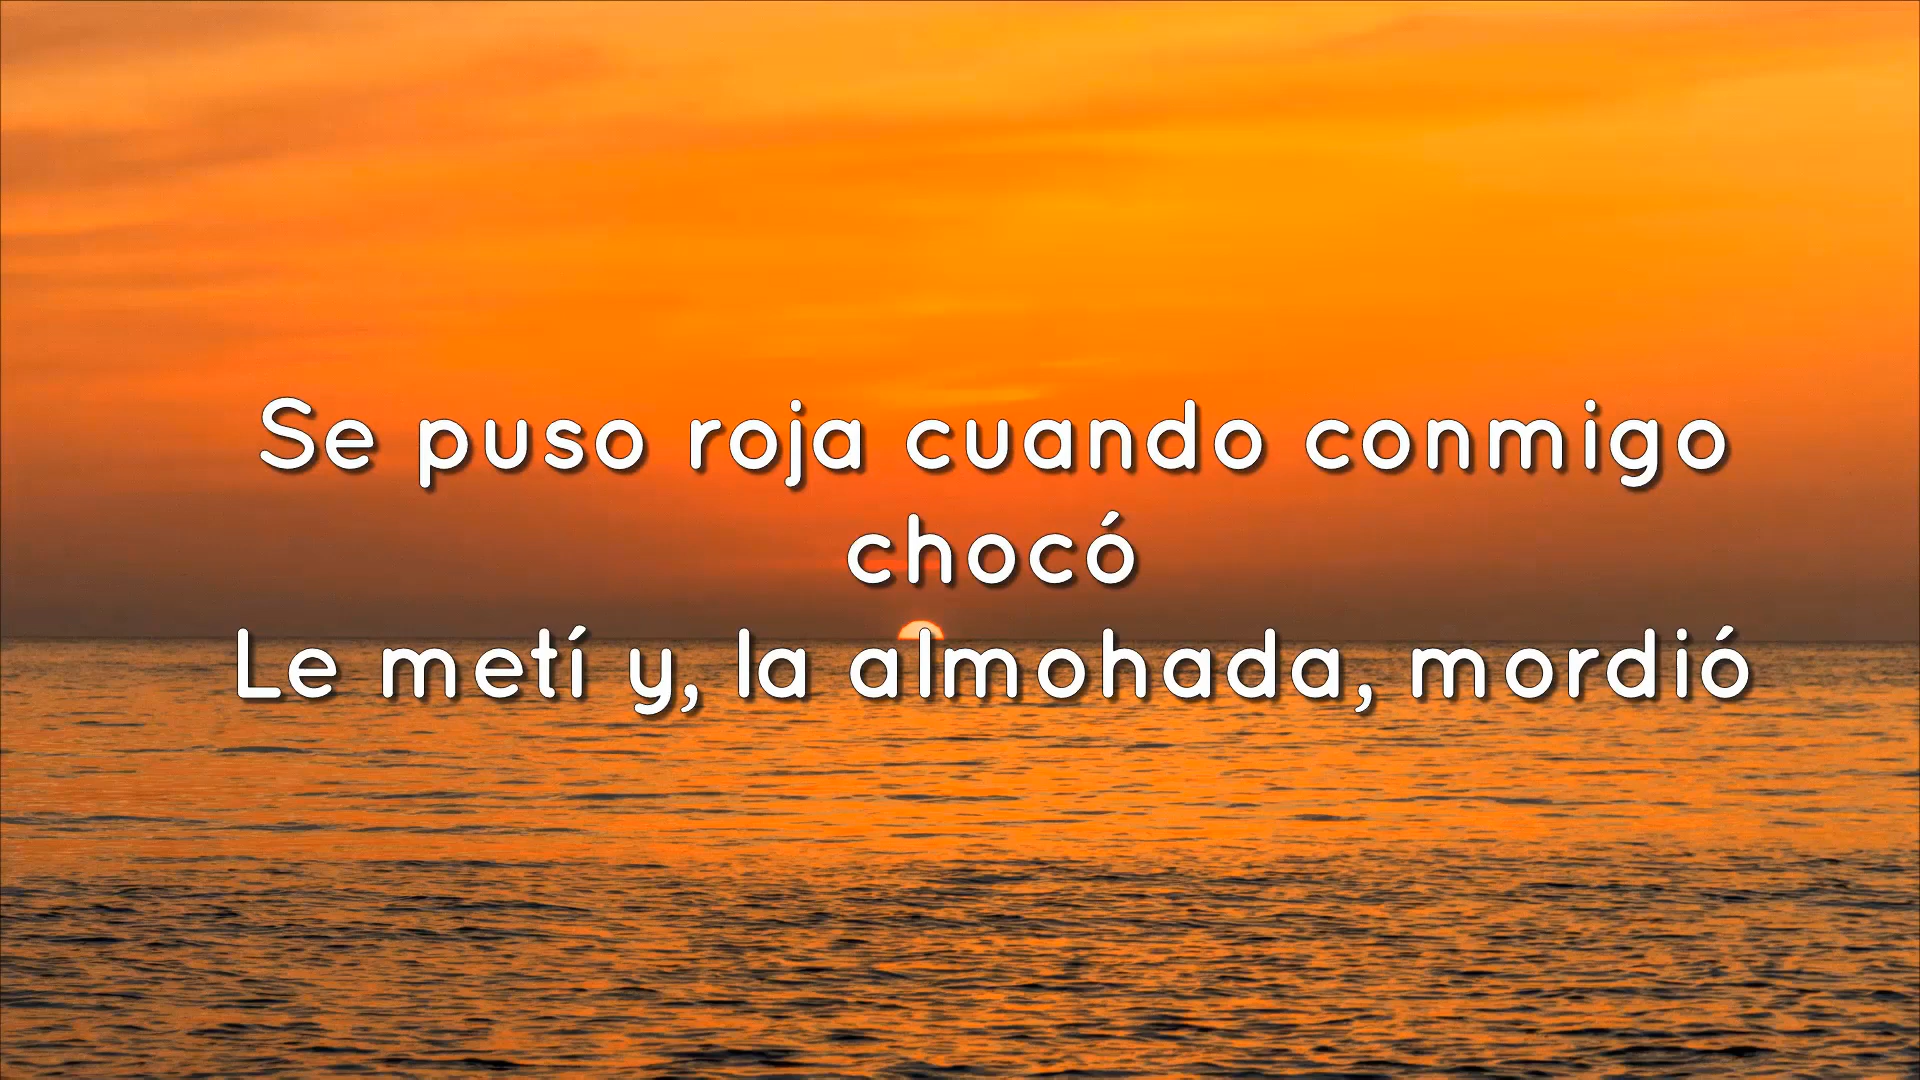 Se puso roja cuando conmigo
chocó
Le metí y, la almohada, mordió